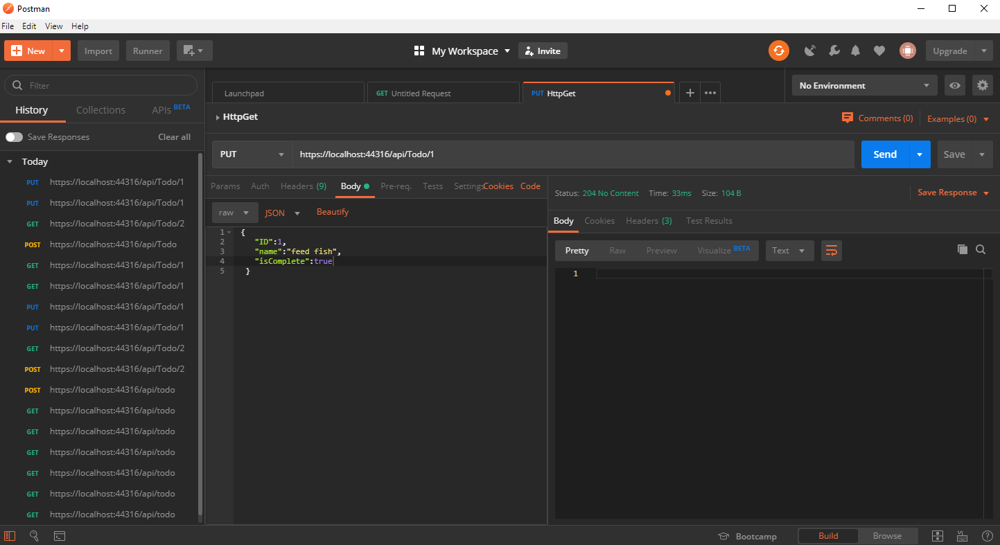 Postman
File Edit View Help
New Import Runner My Workspace Invite Upgrade
Filter
History Collections APIs BETA
Save Responses Clear all
Today
PUT https://localhost:44316/api/Todo/1
PUT https://localhost:44316/api/Todo/1
GET https://localhost:44316/api/Todo/2
POST https://localhost:44316/api/Todo
GET https://localhost:44316/api/Todo/1
GET https://localhost:44316/api/Todo/1
PUT https://localhost:44316/api/Todo/1
PUT https://localhost:44316/api/Todo/1
GET https://localhost:44316/api/Todo/2
POST https://localhost:44316/api/Todo/2
POST https://localhost:44316/api/todo
GET https://localhost:44316/api/todo
GET https://localhost:44316/api/todo
GET https://localhost:44316/api/todo
GET https://localhost:44316/api/todo
GET https://localhost:44316/api/todo
GET https://localhost:44316/api/todo
Launchpad GET Untitled Request PUT HttpGet No Environment
HttpGet Comments (0) Examples (0)
PUT https://localhost:44316/api/Todo/1 Send Save
Params Auth Headers (9) Body Pre-req. Tests Settings Cookies Code
raw JSON Beautify
1 {
2 "ID":1,
3 "name":"feed fish",
4 "isComplete":true
5 }
Status: 204 No Content Time: 33ms Size: 104 B Save Response
Body Cookies Headers (3) Test Results
Pretty Raw Preview Visualize BETA Text
1
Bootcamp Build Browse